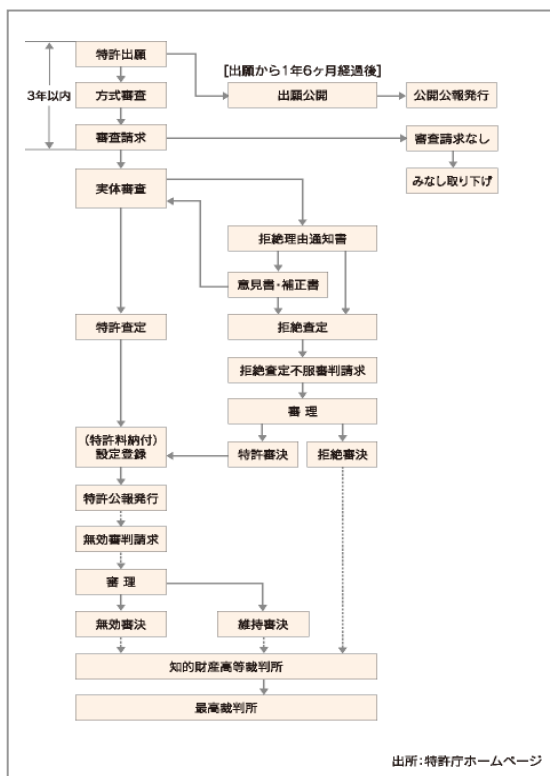 特許出願
[出願から1年6ヶ月経過後]
3年以内
方式審査
出願公開
公開公報発行
審査請求
審査請求なし
みなし取り下げ
実体審査
拒絶理由通知書
意見書・補正書
特許査定
拒絶査定
拒絶査定不服審判請求
審 理
(特許料納付)
設定登録
特許審決
拒絶審決
特許公報発行
無効審判請求
審 理
無効審決
維持審決
知的財産高等裁判所
最高裁判所
出所:特許庁ホームページ